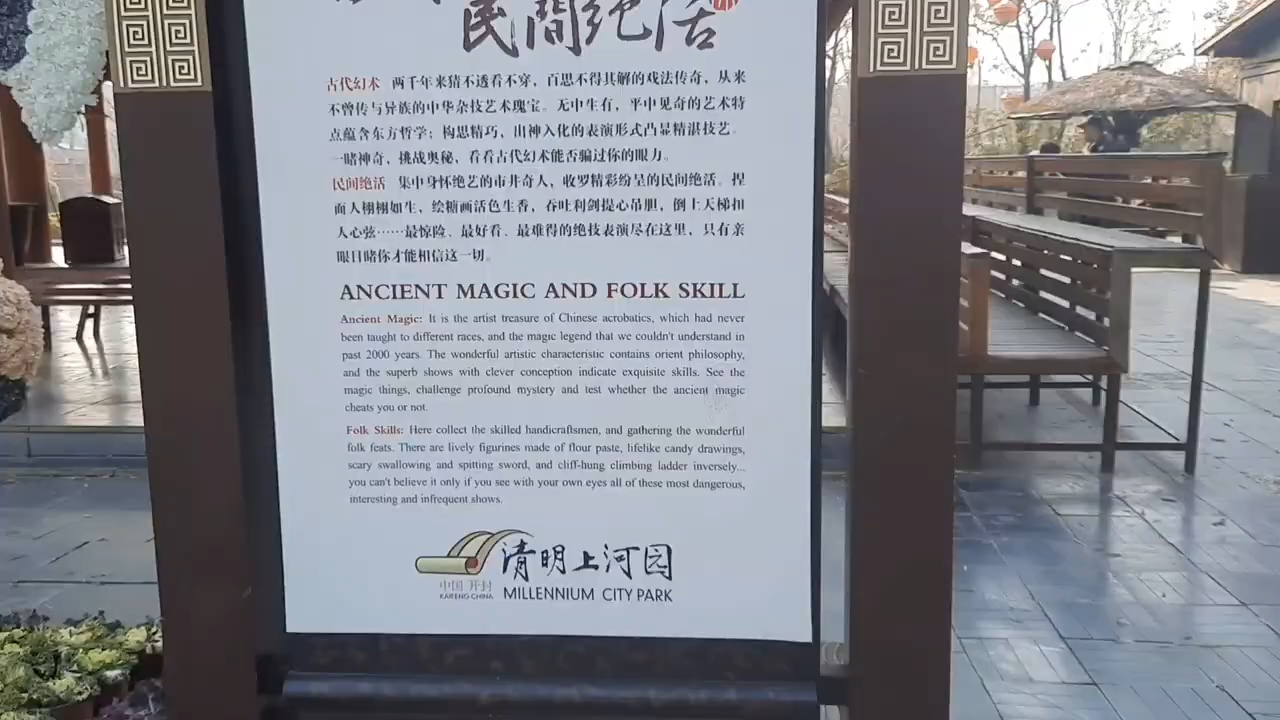 民間绝活
古代幻术 两千年来猜不透看不穿，百思不得其解的戏法传奇，从来
不曾传与异族的中华杂技艺术瑰宝。无中生有，平中见奇的艺术特
点蕴含东方哲学；构思精巧，出神入化的表演形式凸显精湛技艺。
一睹神奇，挑战奥秘，看看古代幻术能否骗过你的眼力。
民间绝活 集中身怀绝艺的市井奇人，收罗精彩纷呈的民间绝活。捏
面人栩栩如生，绘糖画活色生香，吞吐利剑提心吊胆，倒上天梯扣
人心弦……最惊险、最好看、最难得的绝技表演尽在这里，只有亲
眼目睹你才能相信这一切。
ANCIENT MAGIC AND FOLK SKILL
Ancient Magic: It is the artist treasure of Chinese acrobatics, which had never
been taught to different races, and the magic legend that we couldn't understand in
past 2000 years. The wonderful artistic characteristic contains orient philosophy,
and the superb shows with clever conception indicate exquisite skills. See the
magic things, challenge profound mystery and test whether the ancient magic
cheats you or not.
Folk Skills: Here collect the skilled handicraftsmen, and gathering the wonderful
folk feats. There are lively figurines made of flour paste, lifelike candy drawings,
scary swallowing and spitting sword, and cliff-hung climbing ladder inversely...
you can't believe it only if you see with your own eyes all of these most dangerous,
interesting and infrequent shows.
清明上河园
中国 开封
KAIFENG CHINA MILLENNIUM CITY PARK